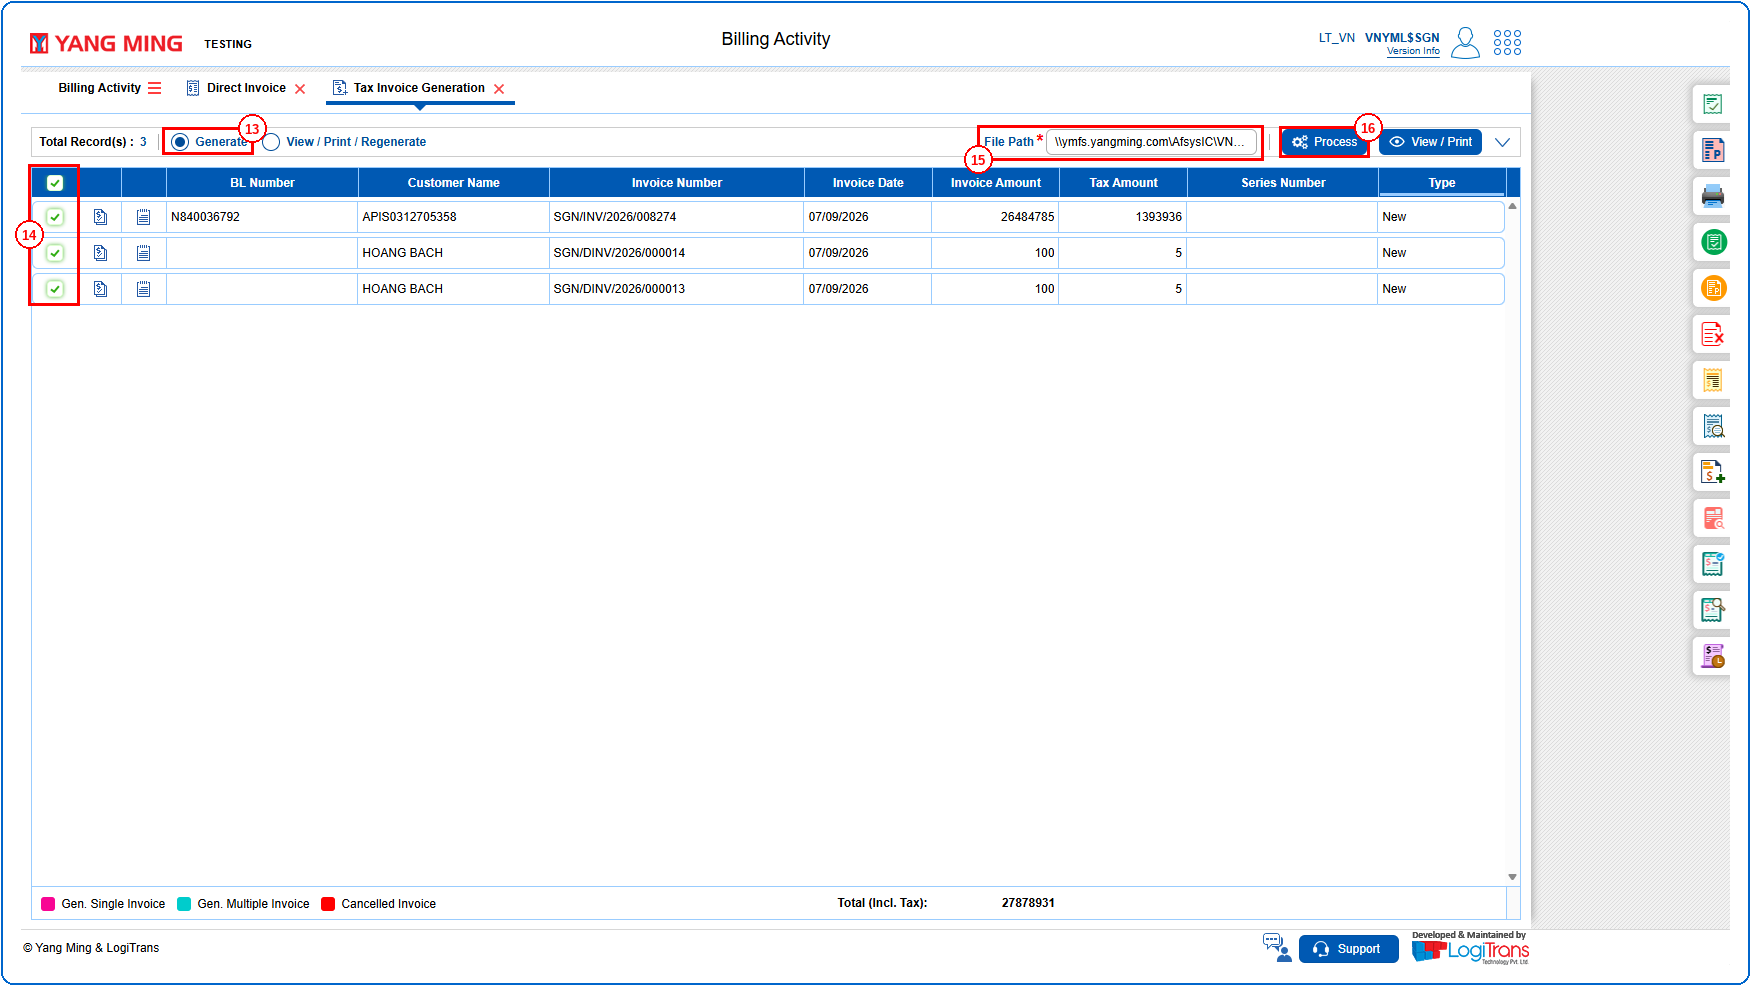 YANG MING TESTING
Billing Activity
LT_VN VNYML$SGN
Version Info
Billing Activity Direct Invoice Tax Invoice Generation
Total Record(s) : 3 Generate 13 View / Print / Regenerate
15 File Path * \\ymfs.yangming.com\AfsysIC\VN... Process 16 View / Print
BL Number Customer Name Invoice Number Invoice Date Invoice Amount Tax Amount Series Number Type
14
N840036792 APIS0312705358 SGN/INV/2026/008274 07/09/2026 26484785 1393936 New
HOANG BACH SGN/DINV/2026/000014 07/09/2026 100 5 New
HOANG BACH SGN/DINV/2026/000013 07/09/2026 100 5 New
Gen. Single Invoice Gen. Multiple Invoice Cancelled Invoice Total (Incl. Tax): 27878931
© Yang Ming & LogiTrans
Support
Developed & Maintained by
LogiTrans
Technology Pvt. Ltd.